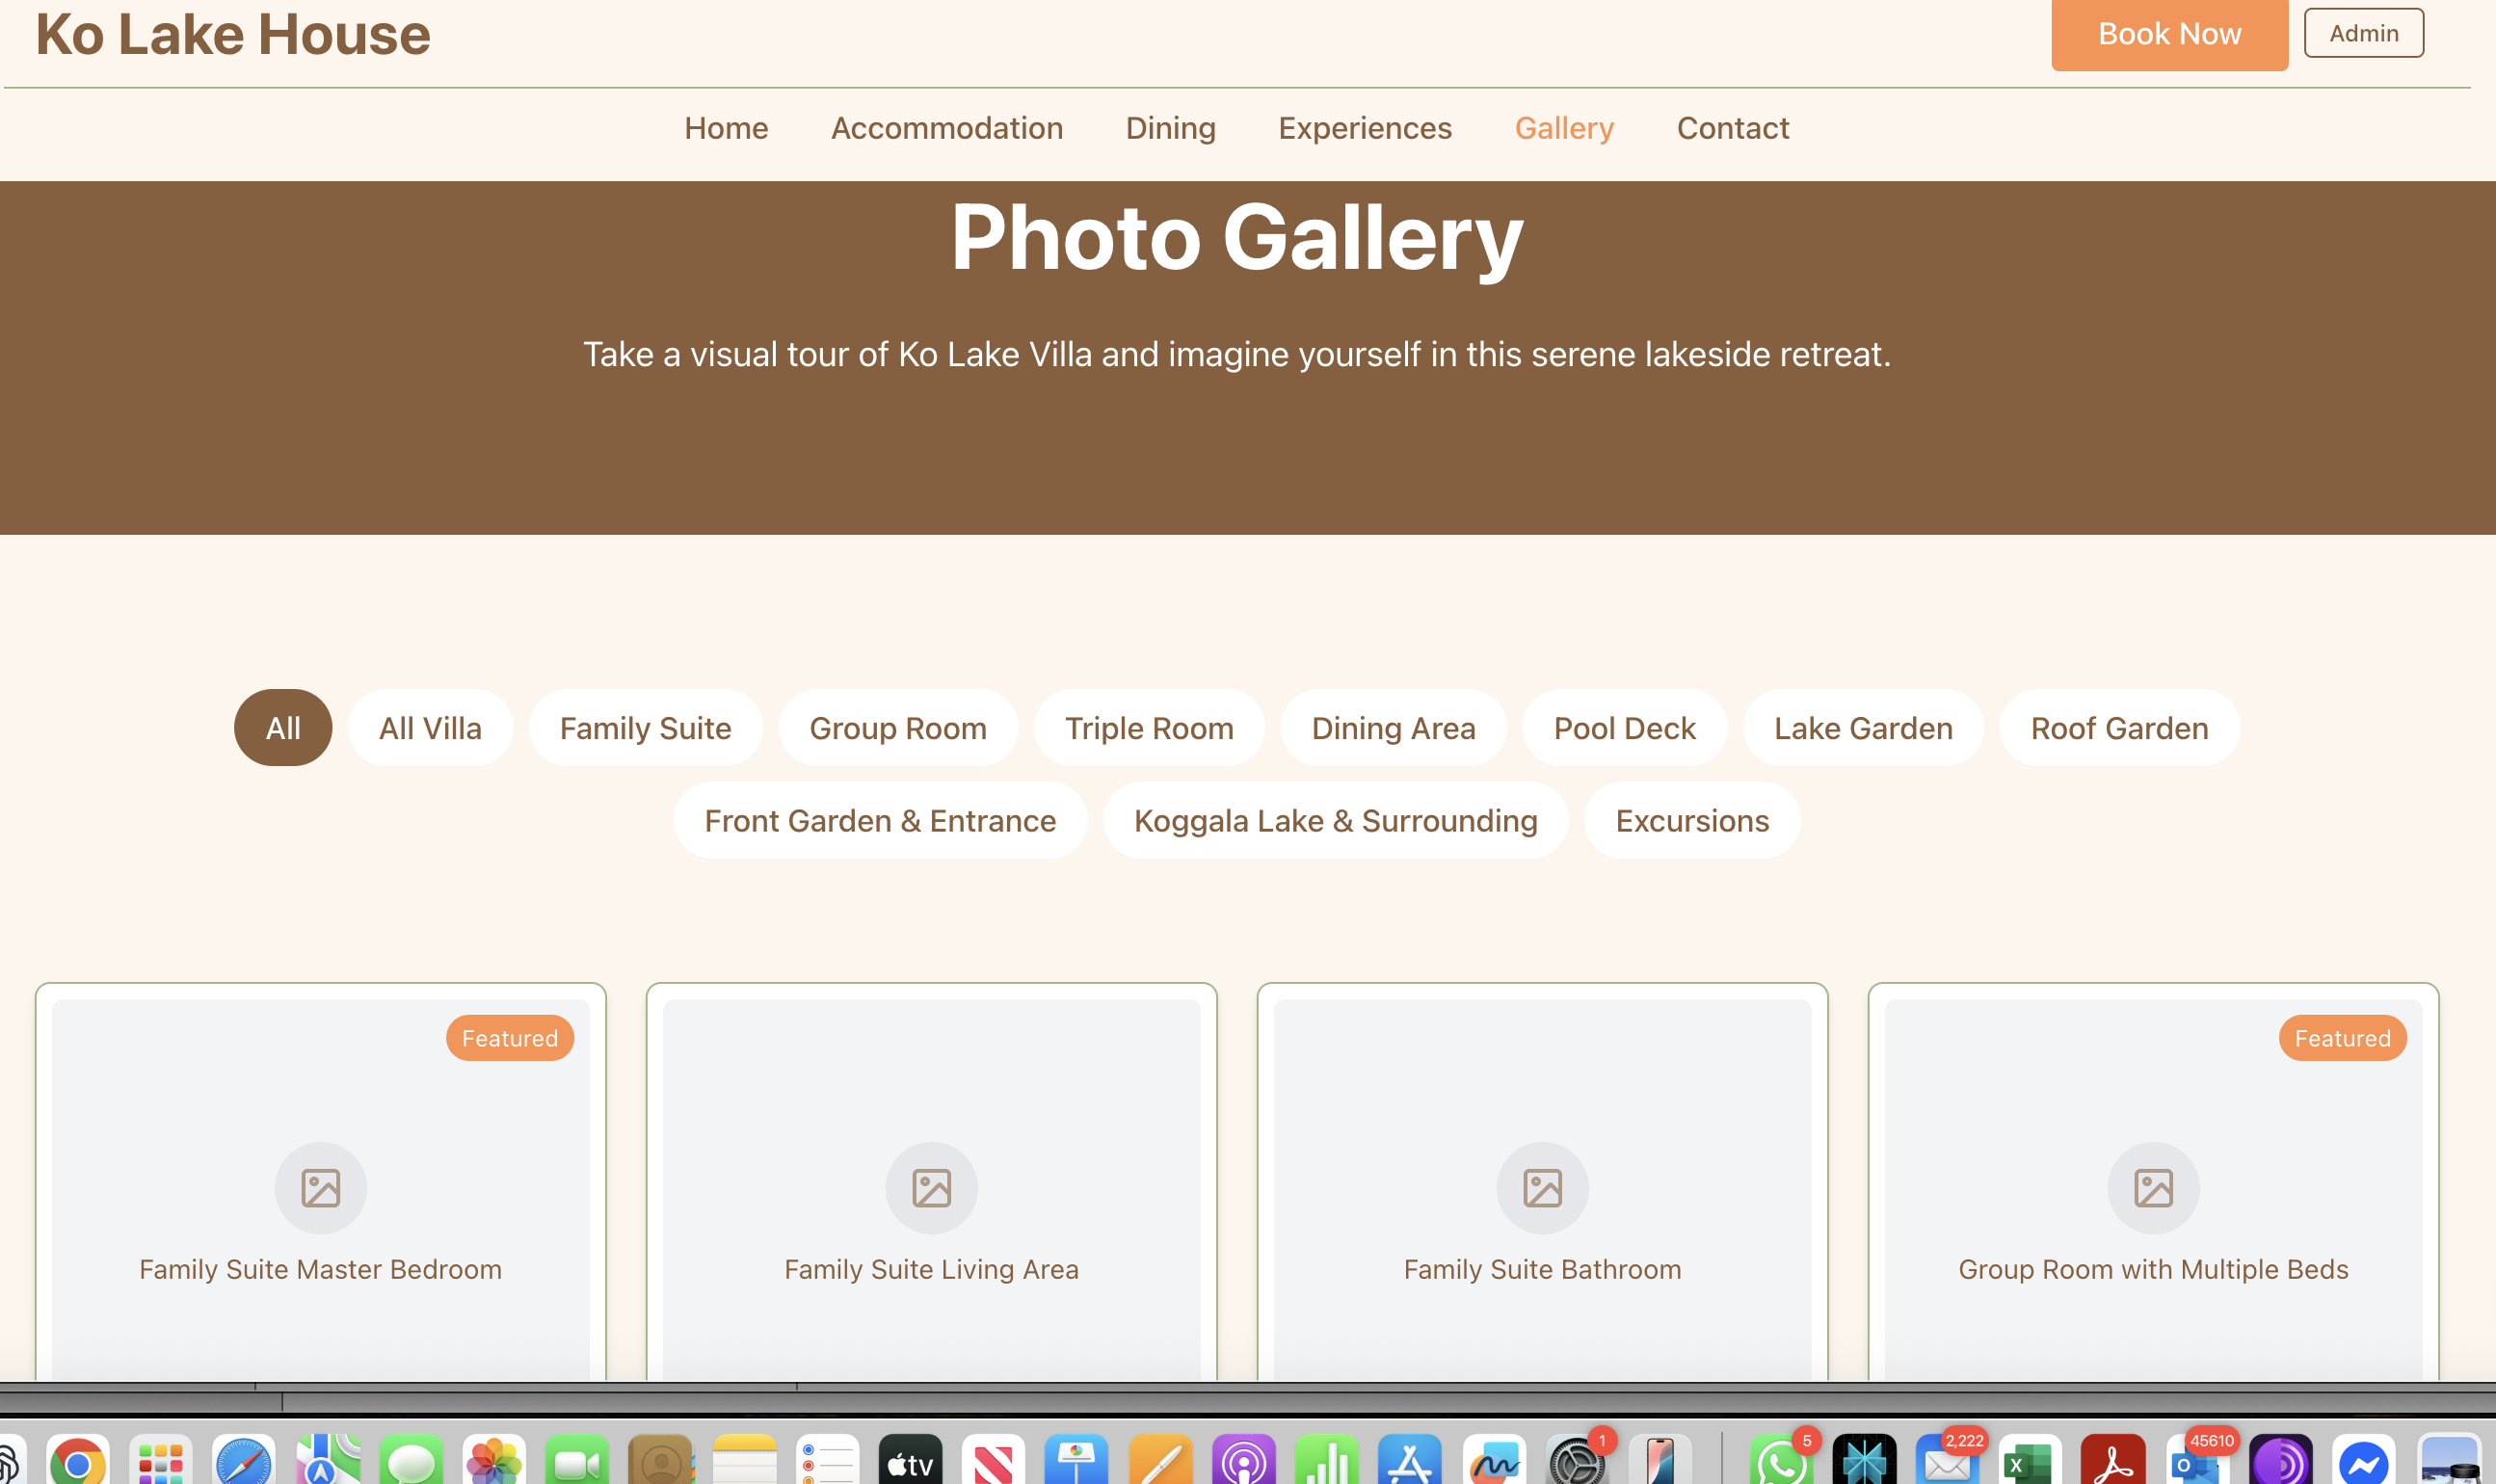 Ko Lake House
Book Now
Admin
Home Accommodation Dining Experiences Gallery Contact
Photo Gallery
Take a visual tour of Ko Lake Villa and imagine yourself in this serene lakeside retreat.
All All Villa Family Suite Group Room Triple Room Dining Area Pool Deck Lake Garden Roof Garden
Front Garden & Entrance Koggala Lake & Surrounding Excursions
Featured
Featured
Family Suite Master Bedroom
Family Suite Living Area
Family Suite Bathroom
Group Room with Multiple Beds
tv
1
5
2,222
X
O
45610